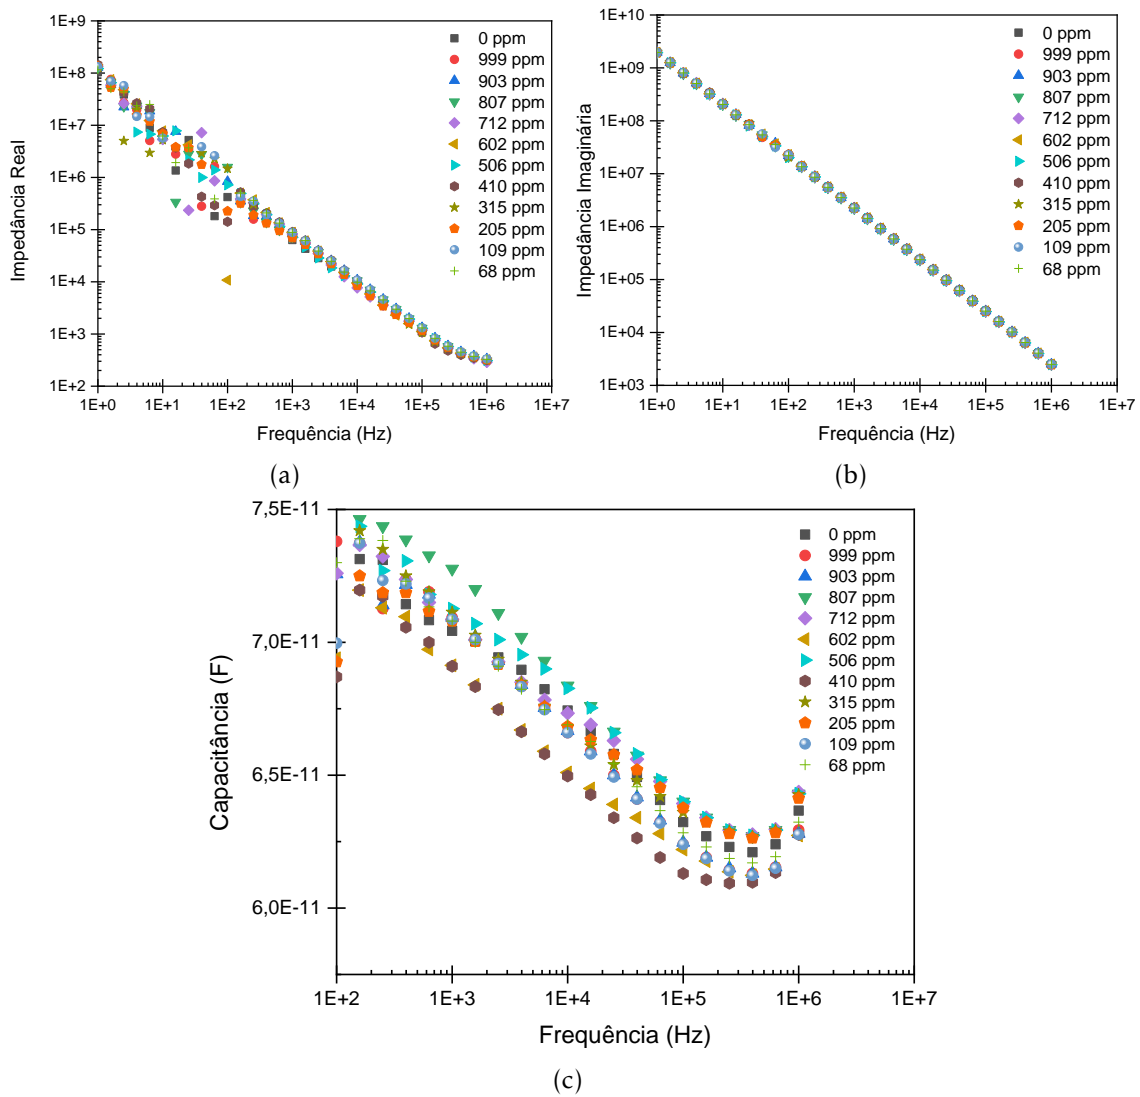 1E+9
1E+8
1E+7
1E+6
1E+5
1E+4
1E+3
1E+2
Impedância Real
1E+0
1E+1
1E+2
1E+3
1E+4
1E+5
1E+6
1E+7
Frequência (Hz)
0 ppm
999 ppm
903 ppm
807 ppm
712 ppm
602 ppm
506 ppm
410 ppm
315 ppm
205 ppm
109 ppm
68 ppm
(a)
1E+10
1E+09
1E+08
1E+07
1E+06
1E+05
1E+04
1E+03
Impedância Imaginária
1E+0
1E+1
1E+2
1E+3
1E+4
1E+5
1E+6
1E+7
Frequência (Hz)
0 ppm
999 ppm
903 ppm
807 ppm
712 ppm
602 ppm
506 ppm
410 ppm
315 ppm
205 ppm
109 ppm
68 ppm
(b)
7,5E-11
7,0E-11
6,5E-11
6,0E-11
Capacitância (F)
1E+2
1E+3
1E+4
1E+5
1E+6
1E+7
Frequência (Hz)
0 ppm
999 ppm
903 ppm
807 ppm
712 ppm
602 ppm
506 ppm
410 ppm
315 ppm
205 ppm
109 ppm
68 ppm
(c)